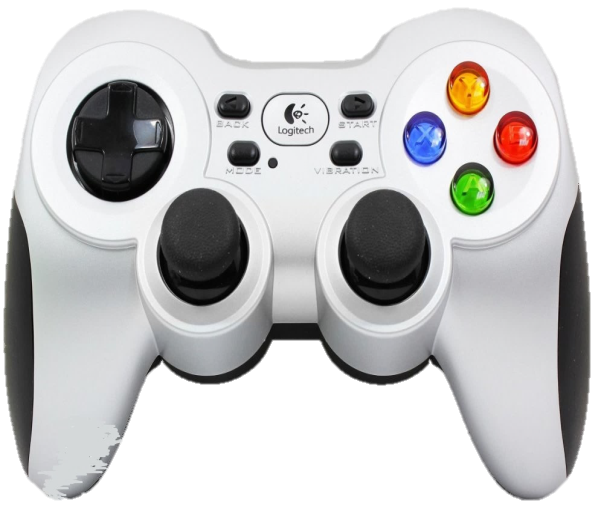 BACK
Logitech
START
MODE
VIBRATION
Y
X
B
A